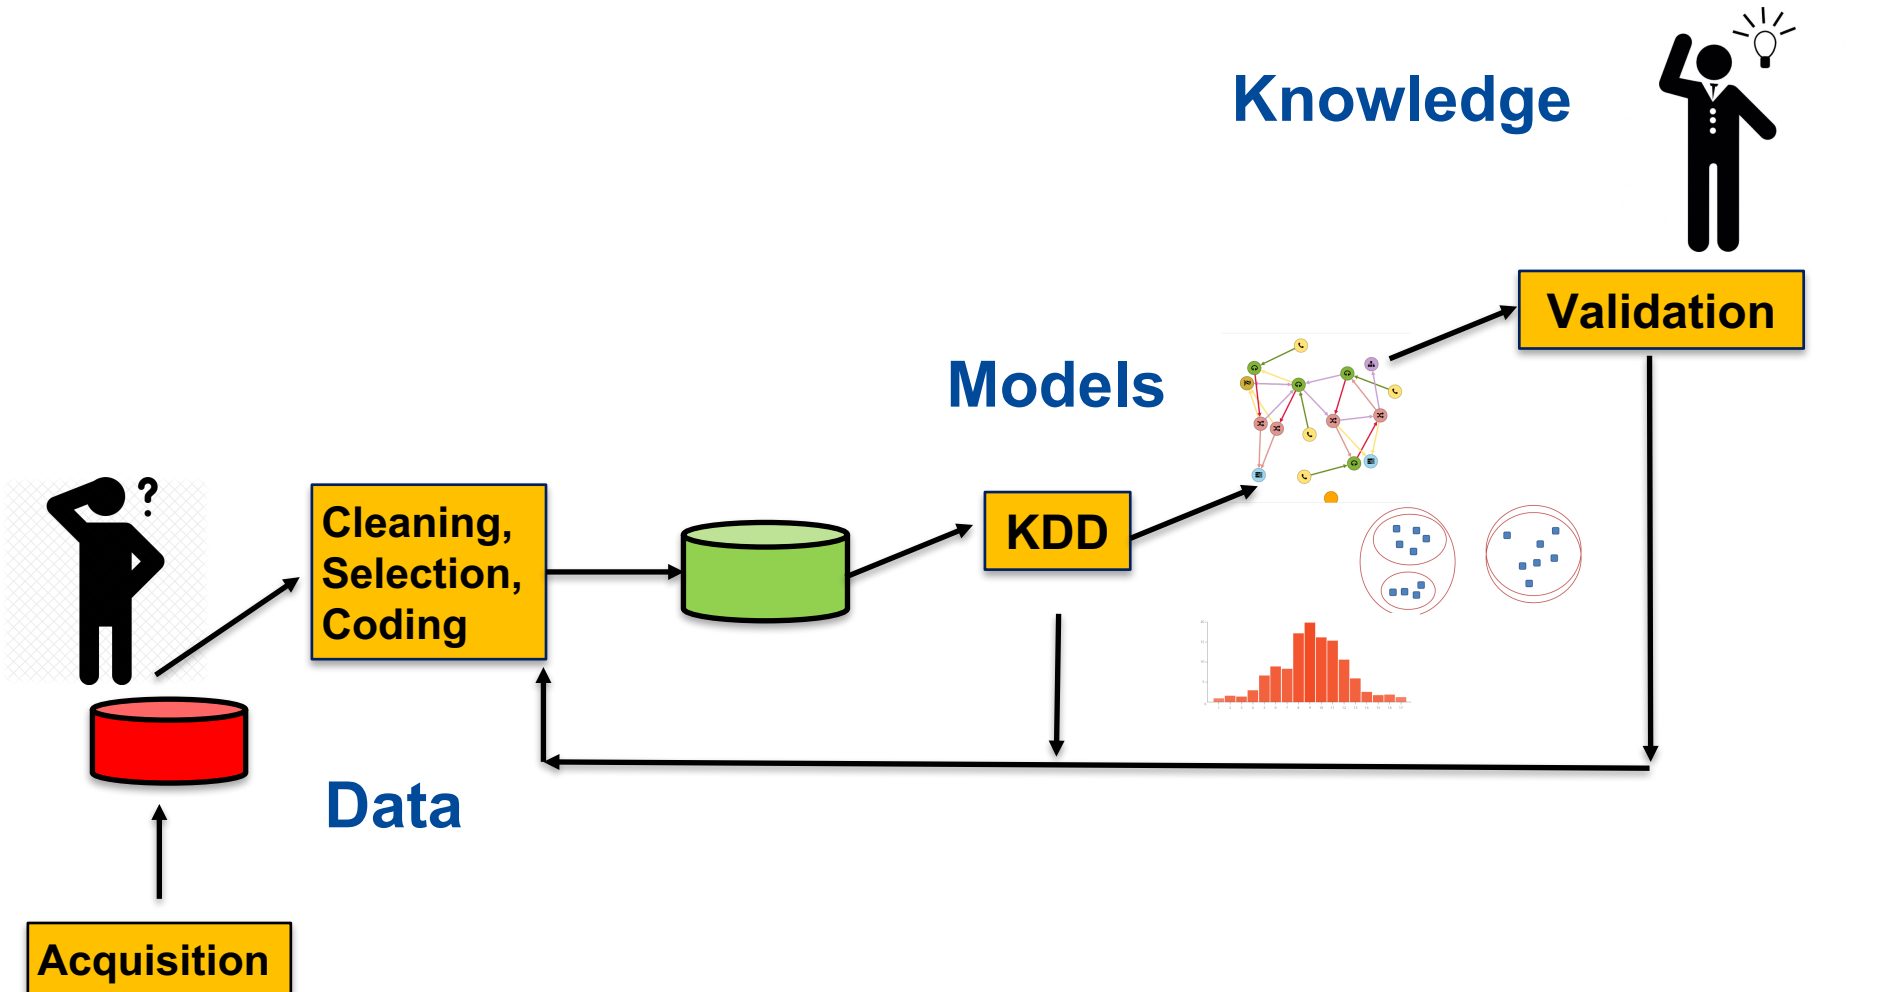 Knowledge
Validation
Models
?
Cleaning,
Selection,
Coding
KDD
Data
Acquisition